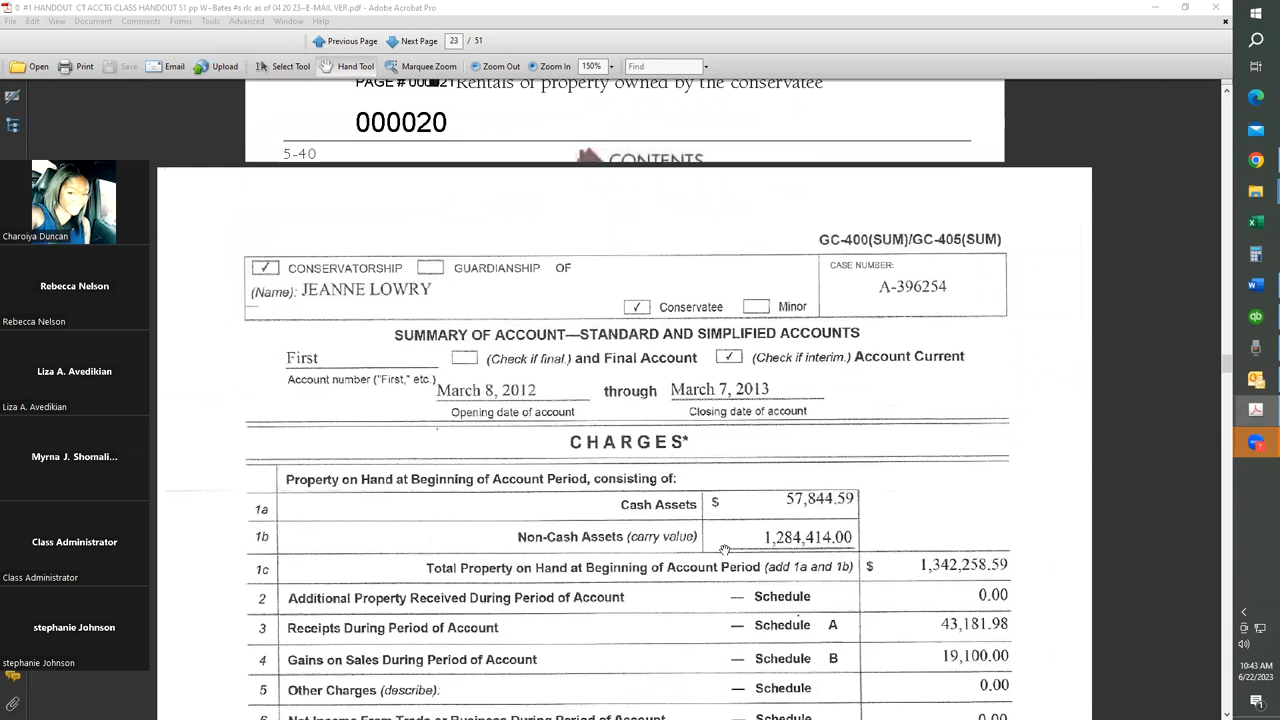 0 #1 HANDOUT CT ACCTG CLASS HANDOUT 51 pp W~Bates #s rlc as of 04 20 23~E-MAIL VER.pdf - Adobe Acrobat Pro
File Edit View Document Comments Forms Tools Advanced Window Help
Previous Page Next Page 23 / 51
Open Print Save Email Upload Select Tool Hand Tool Marquee Zoom Zoom Out Zoom In 150% Find
Rentals of property owned by the conservatee
000020
5-40
CONTENTS
Charoiya Duncan
Rebecca Nelson
Rebecca Nelson
Liza A. Avedikian
Liza A. Avedikian
Myrna J. Shomali...
Class Administrator
Class Administrator
stephanie Johnson
stephanie Johnson
GC-400(SUM)/GC-405(SUM)
✓ CONSERVATORSHIP GUARDIANSHIP OF
(Name): JEANNE LOWRY
✓ Conservatee Minor
CASE NUMBER:
A-396254
SUMMARY OF ACCOUNT—STANDARD AND SIMPLIFIED ACCOUNTS
First (Check if final.) and Final Account ✓ (Check if interim.) Account Current
Account number ("First," etc.)
March 8, 2012 through March 7, 2013
Opening date of account Closing date of account
CHARGES*
Property on Hand at Beginning of Account Period, consisting of:
1a Cash Assets $ 57,844.59
1b Non-Cash Assets (carry value) 1,284,414.00
1c Total Property on Hand at Beginning of Account Period (add 1a and 1b) $ 1,342,258.59
2 Additional Property Received During Period of Account — Schedule 0.00
3 Receipts During Period of Account — Schedule A 43,181.98
4 Gains on Sales During Period of Account — Schedule B 19,100.00
5 Other Charges (describe): — Schedule 0.00
6 Net Income From Trade or Business During Period of Account — Schedule 0.00
10:43 AM
6/22/2023